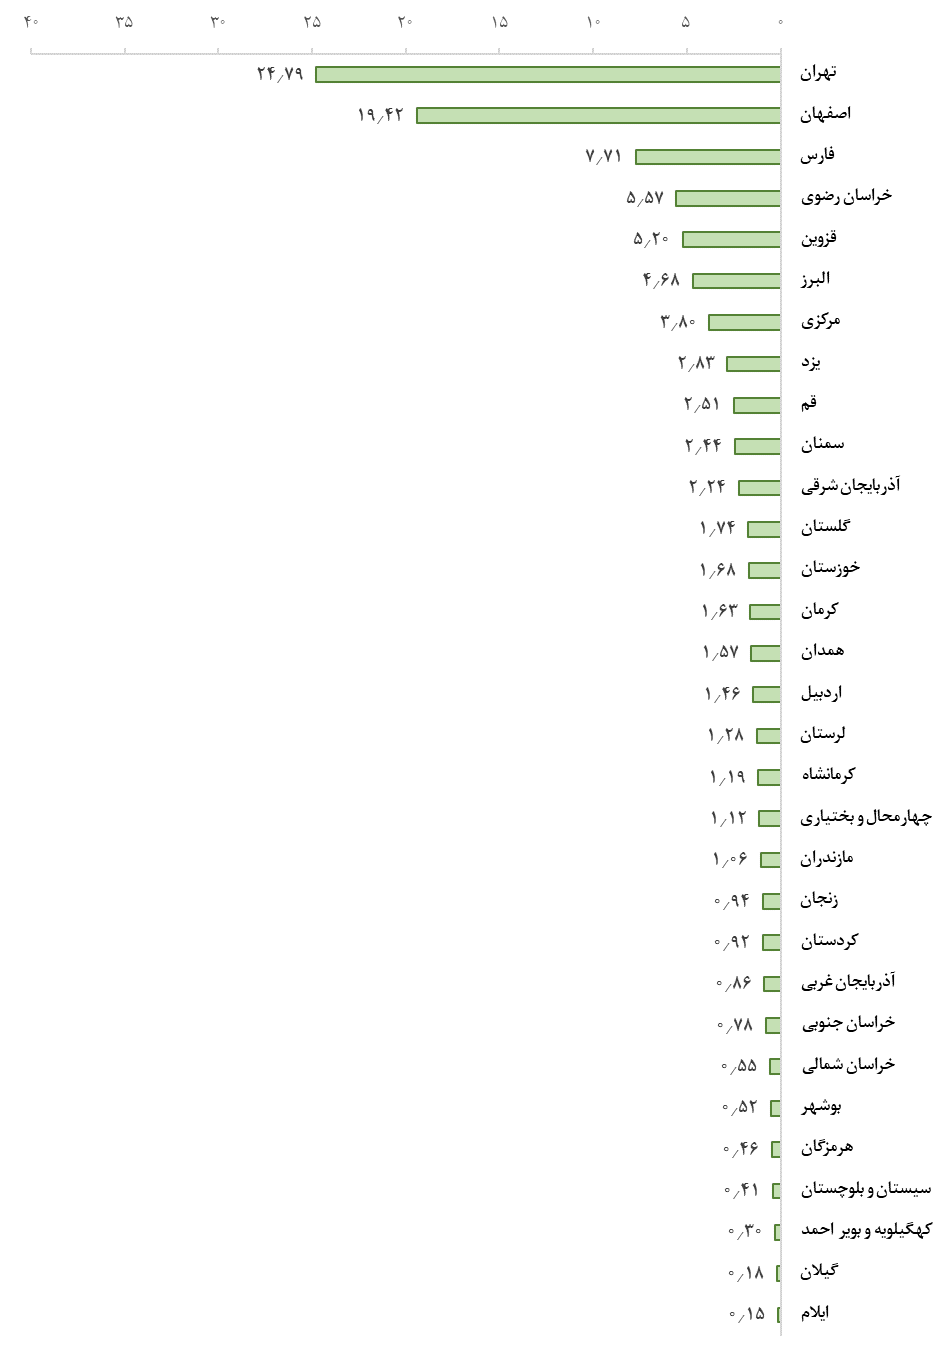 ۰ ۵ ۱۰ ۱۵ ۲۰ ۲۵ ۳۰ ۳۵ ۴۰
تهران ۲۴٫۷۹
اصفهان ۱۹٫۴۲
فارس ۷٫۷۱
خراسان رضوی ۵٫۵۷
قزوین ۵٫۲۰
البرز ۴٫۶۸
مرکزی ۳٫۸۰
یزد ۲٫۸۳
قم ۲٫۵۱
سمنان ۲٫۴۴
آذربایجان شرقی ۲٫۲۴
گلستان ۱٫۷۴
خوزستان ۱٫۶۸
کرمان ۱٫۶۳
همدان ۱٫۵۷
اردبیل ۱٫۴۶
لرستان ۱٫۲۸
کرمانشاه ۱٫۱۹
چهارمحال و بختیاری ۱٫۱۲
مازندران ۱٫۰۶
زنجان ۰٫۹۴
کردستان ۰٫۹۲
آذربایجان غربی ۰٫۸۶
خراسان جنوبی ۰٫۷۸
خراسان شمالی ۰٫۵۵
بوشهر ۰٫۵۲
هرمزگان ۰٫۴۶
سیستان و بلوچستان ۰٫۴۱
کهگیلویه و بویر احمد ۰٫۳۰
گیلان ۰٫۱۸
ایلام ۰٫۱۵